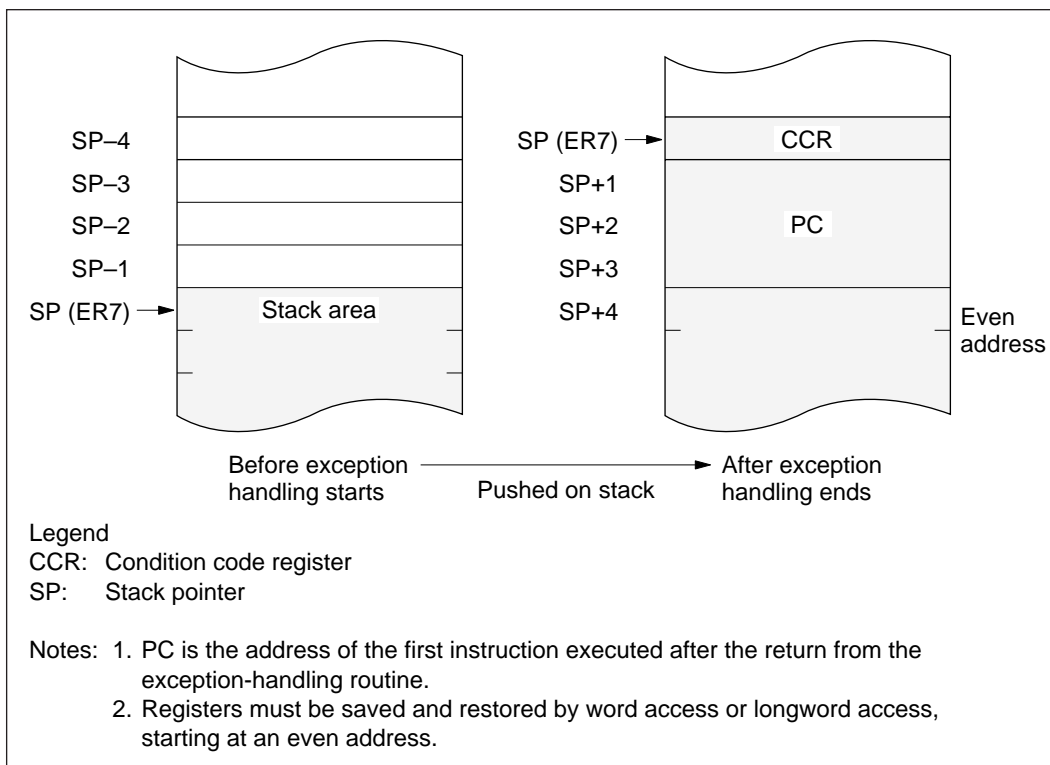 SP–4
SP–3
SP–2
SP–1
SP (ER7)
Stack area
SP (ER7)
CCR
SP+1
SP+2
PC
SP+3
SP+4
Even
address
Before exception
handling starts
Pushed on stack
After exception
handling ends
Legend
CCR: Condition code register
SP: Stack pointer
Notes: 1. PC is the address of the first instruction executed after the return from the
exception-handling routine.
2. Registers must be saved and restored by word access or longword access,
starting at an even address.